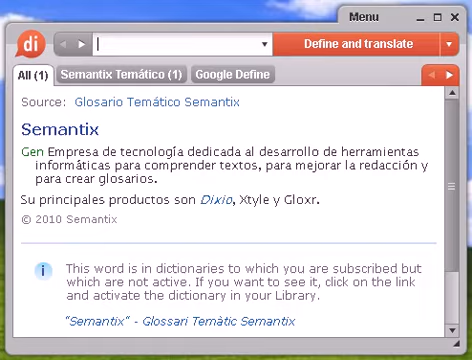 Menu
di
Define and translate
All (1)
Semantix Temático (1)
Google Define
Source: Glosario Temático Semantix
Semantix
Gen Empresa de tecnología dedicada al desarrollo de herramientas
informáticas para comprender textos, para mejorar la redacción y
para crear glosarios.
Su principales productos son Dixio, Xtyle y Gloxr.
© 2010 Semantix
i
This word is in dictionaries to which you are subscribed but
which are not active. If you want to see it, click on the link
and activate the dictionary in your Library.
"Semantix" - Glossari Temàtic Semantix